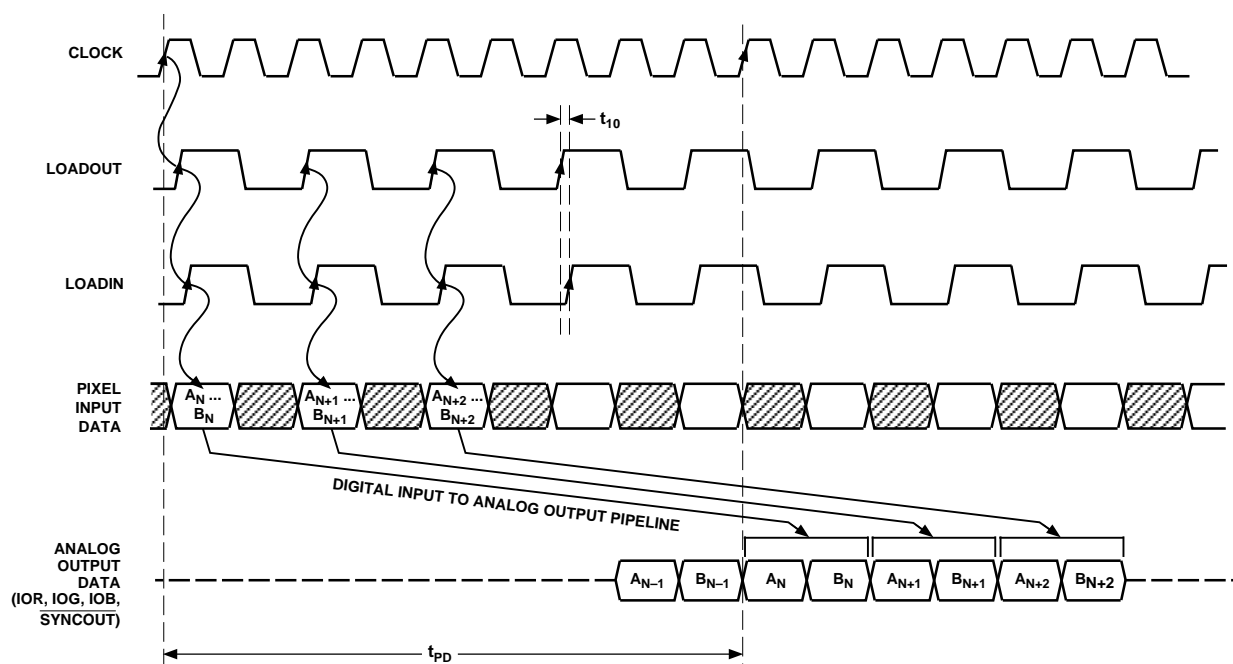 CLOCK
t10
LOADOUT
LOADIN
PIXEL
INPUT
DATA
AN ...
BN
AN+1 ...
BN+1
AN+2 ...
BN+2
DIGITAL INPUT TO ANALOG OUTPUT PIPELINE
ANALOG
OUTPUT
DATA
(IOR, IOG, IOB,
SYNCOUT)
AN–1
BN–1
AN
BN
AN+1
BN+1
AN+2
BN+2
tPD